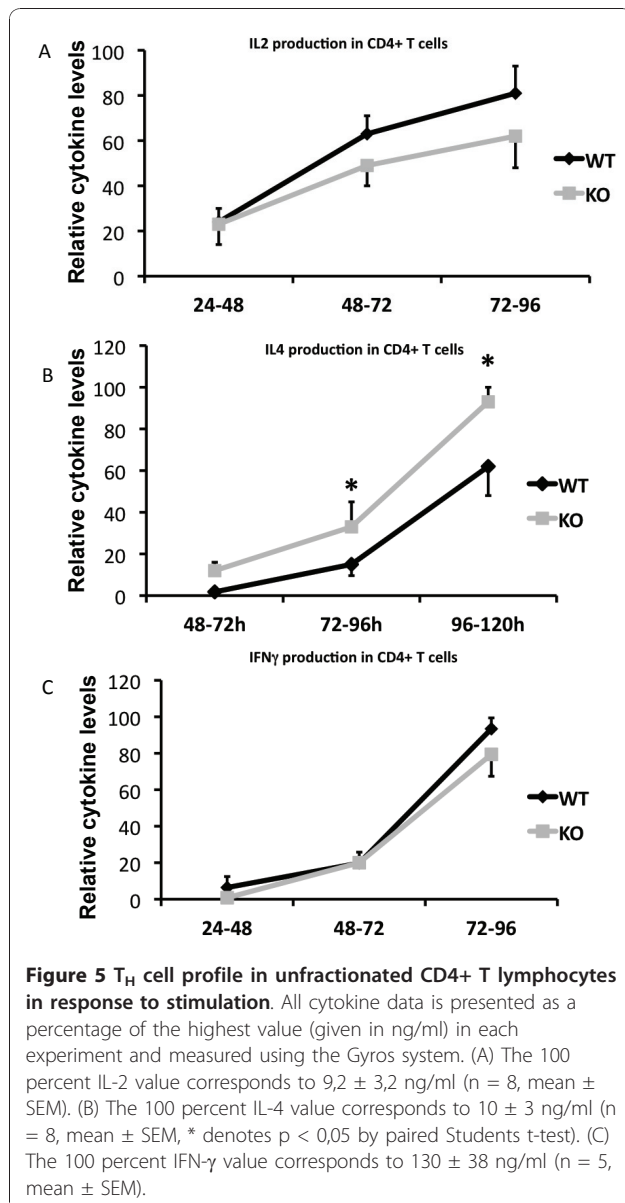 A
IL2 production in CD4+ T cells
Relative cytokine levels
100
80
60
40
20
0
24-48
48-72
72-96
WT
KO
B
IL4 production in CD4+ T cells
Relative cytokine levels
120
100
80
60
40
20
0
*
*
48-72h
72-96h
96-120h
WT
KO
C
IFNγ production in CD4+ T cells
Relative cytokine levels
120
100
80
60
40
20
0
24-48
48-72
72-96
WT
KO
Figure 5 TH cell profile in unfractionated CD4+ T lymphocytes
in response to stimulation. All cytokine data is presented as a
percentage of the highest value (given in ng/ml) in each
experiment and measured using the Gyros system. (A) The 100
percent IL-2 value corresponds to 9,2 ± 3,2 ng/ml (n = 8, mean ±
SEM). (B) The 100 percent IL-4 value corresponds to 10 ± 3 ng/ml (n
= 8, mean ± SEM, * denotes p < 0,05 by paired Students t-test). (C)
The 100 percent IFN-γ value corresponds to 130 ± 38 ng/ml (n = 5,
mean ± SEM).